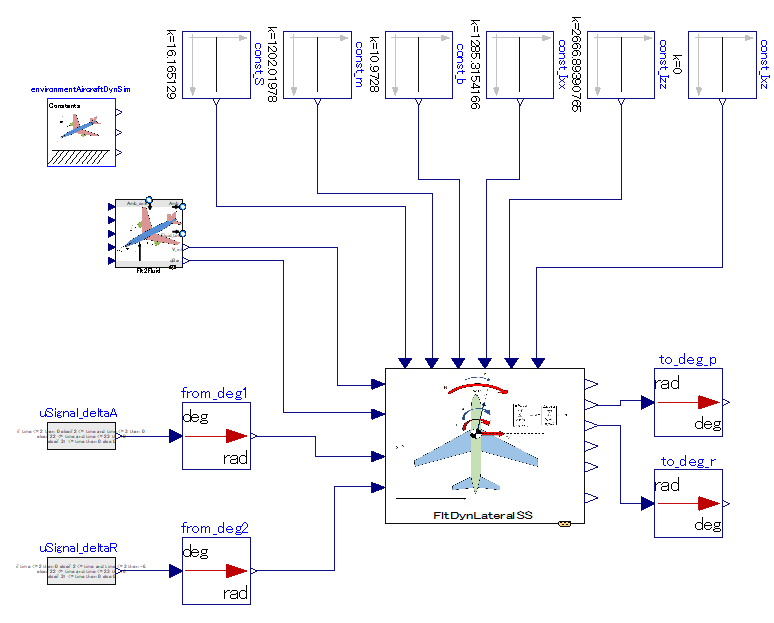 k=16.165129
const_S
k=1202.01978
const_m
k=10.9728
const_b
k=1285.3154166
const_Ixx
k=2666.89390765
const_Izz
k=0
const_Ixz
environmentAircraftDynSim
Constants
Flt2Fluid
from_deg1
deg
rad
uSignal_deltaA
from_deg2
deg
rad
uSignal_deltaR
FltDynLateralSS
to_deg_p
rad
deg
to_deg_r
rad
deg